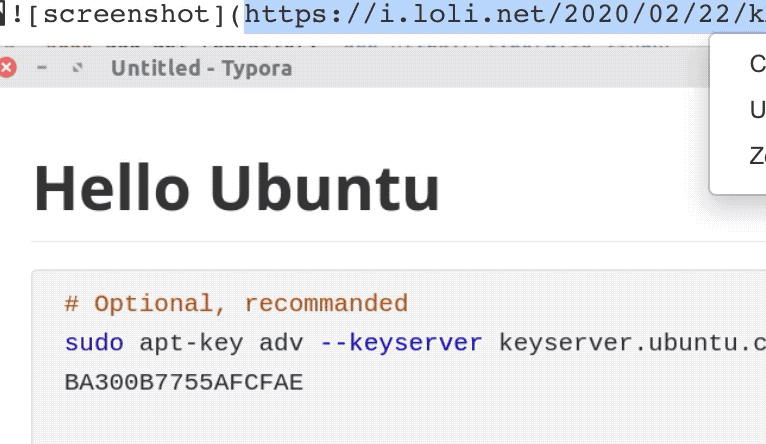 ![screenshot](https://i.loli.net/2020/02/22/k
Untitled - Typora
Hello Ubuntu
# Optional, recommanded
sudo apt-key adv --keyserver keyserver.ubuntu.c
BA300B7755AFCFAE